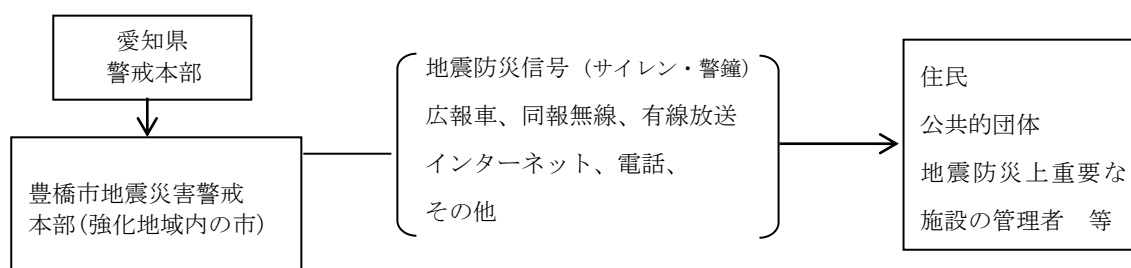 愛知県
警戒本部
豊橋市地震災害警戒
本部(強化地域内の市)
地震防災信号（サイレン・警鐘）
広報車、同報無線、有線放送
インターネット、電話、
その他
住民
公共的団体
地震防災上重要な
施設の管理者　等